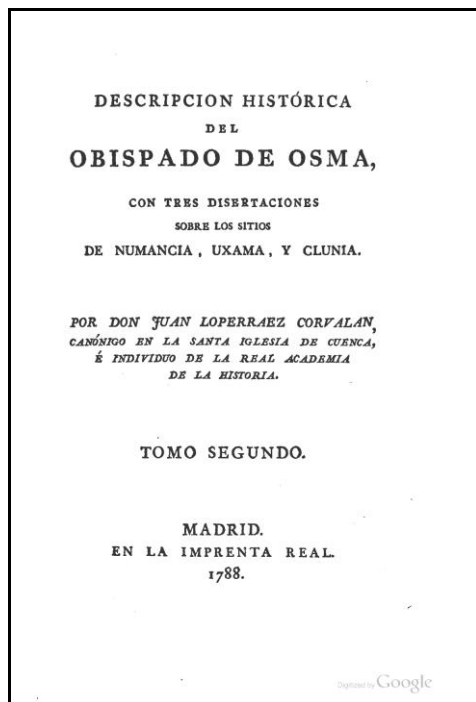 DESCRIPCION HISTÓRICA
DEL
OBISPADO DE OSMA,
CON TRES DISERTACIONES
SOBRE LOS SITIOS
DE NUMANCIA, UXAMA, Y CLUNIA.
POR DON JUAN LOPERRAEZ CORVALAN,
CANÓNIGO EN LA SANTA IGLESIA DE CUENCA,
É INDIVIDUO DE LA REAL ACADEMIA
DE LA HISTORIA.
TOMO SEGUNDO.
MADRID.
EN LA IMPRENTA REAL.
1788.
Digitized by Google